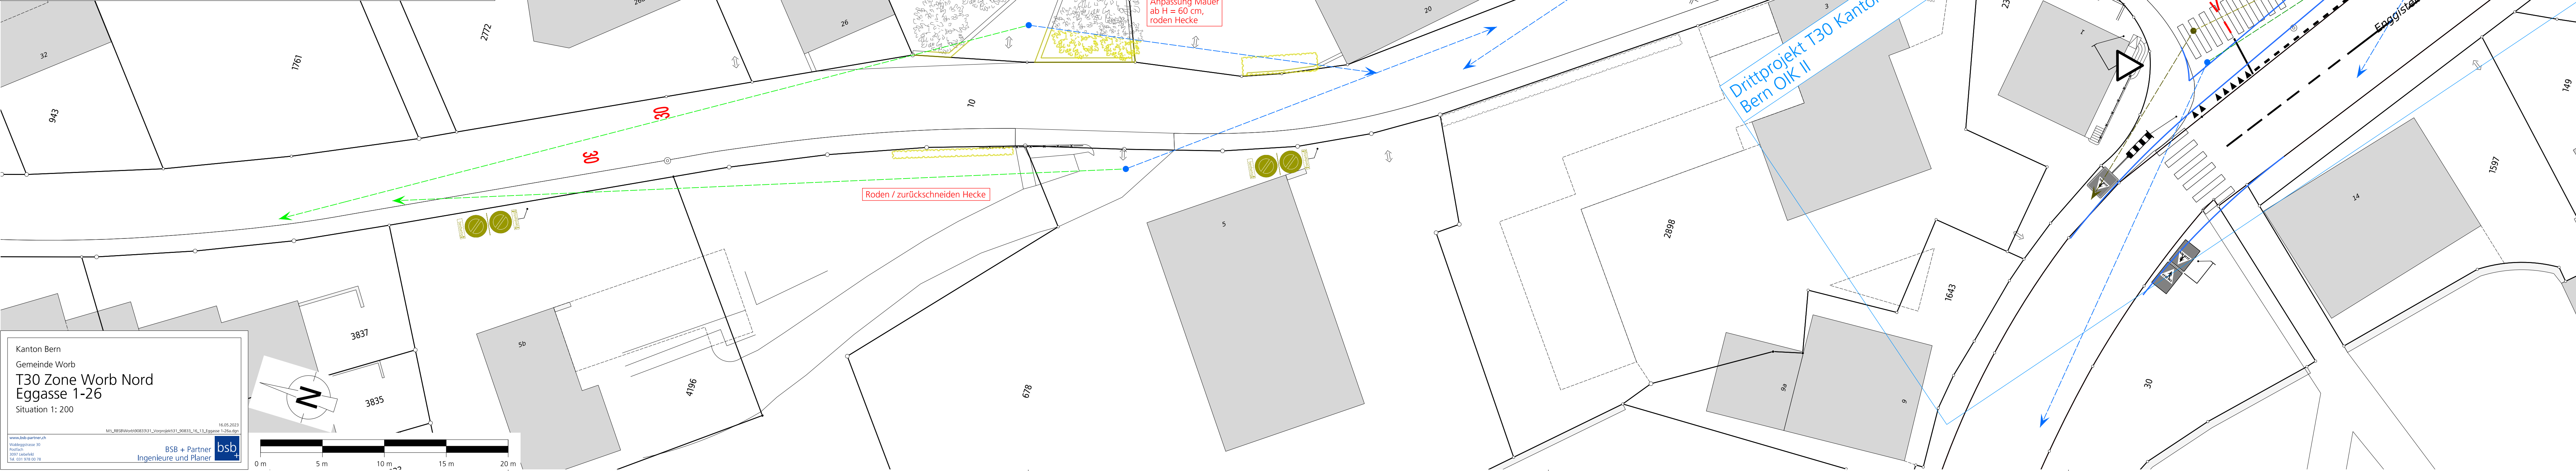 32
943
1761
2772
26
Anpassung Mauer
ab H = 60 cm,
roden Hecke
20
3
Drittprojekt T30 Kanton
Bern OIK II
1
149
30
30
10
Roden / zurückschneiden Hecke
5
2898
1643
1597
14
30
9a
9
678
4196
5b
3837
3835
Kanton Bern
Gemeinde Worb
T30 Zone Worb Nord
Eggasse 1-26
Situation 1: 200
16.05.2023
www.bsb-partner.ch
BSB + Partner
Ingenieure und Planer
bsb
N
0 m
5 m
10 m
15 m
20 m